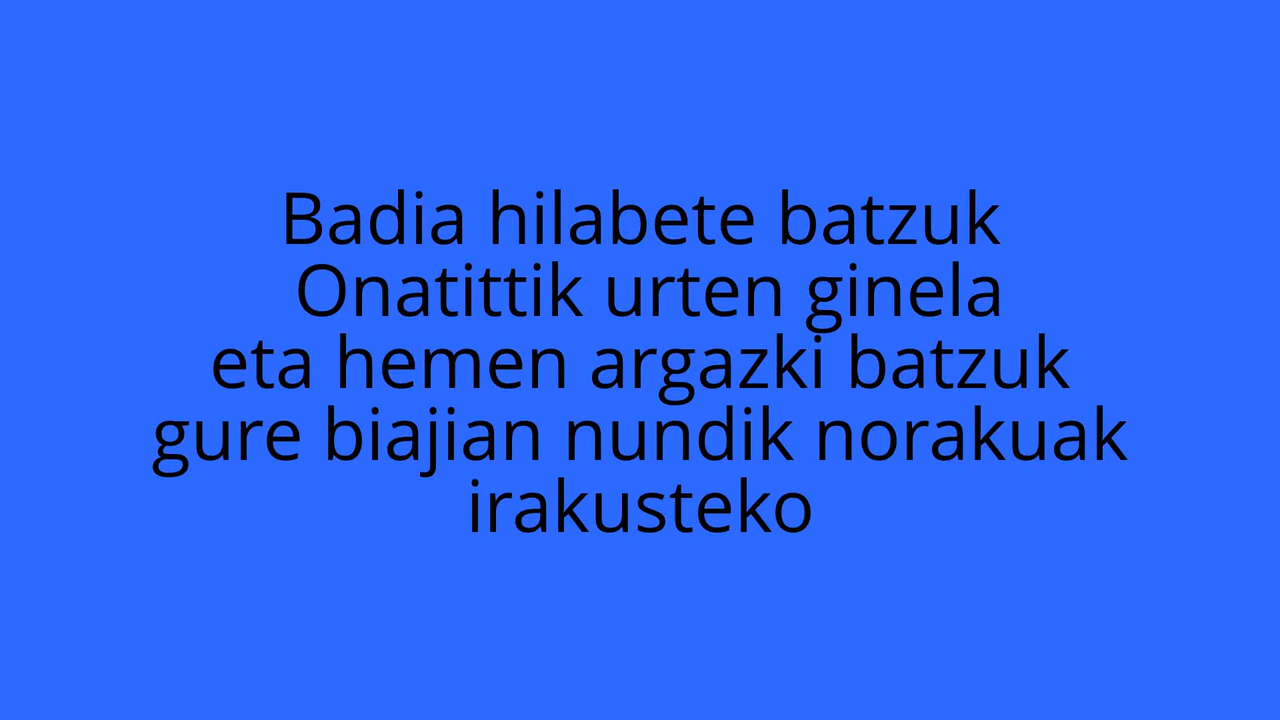 Badia hilabete batzuk
Onatittik urten ginela
eta hemen argazki batzuk
gure biajian nundik norakuak
irakusteko